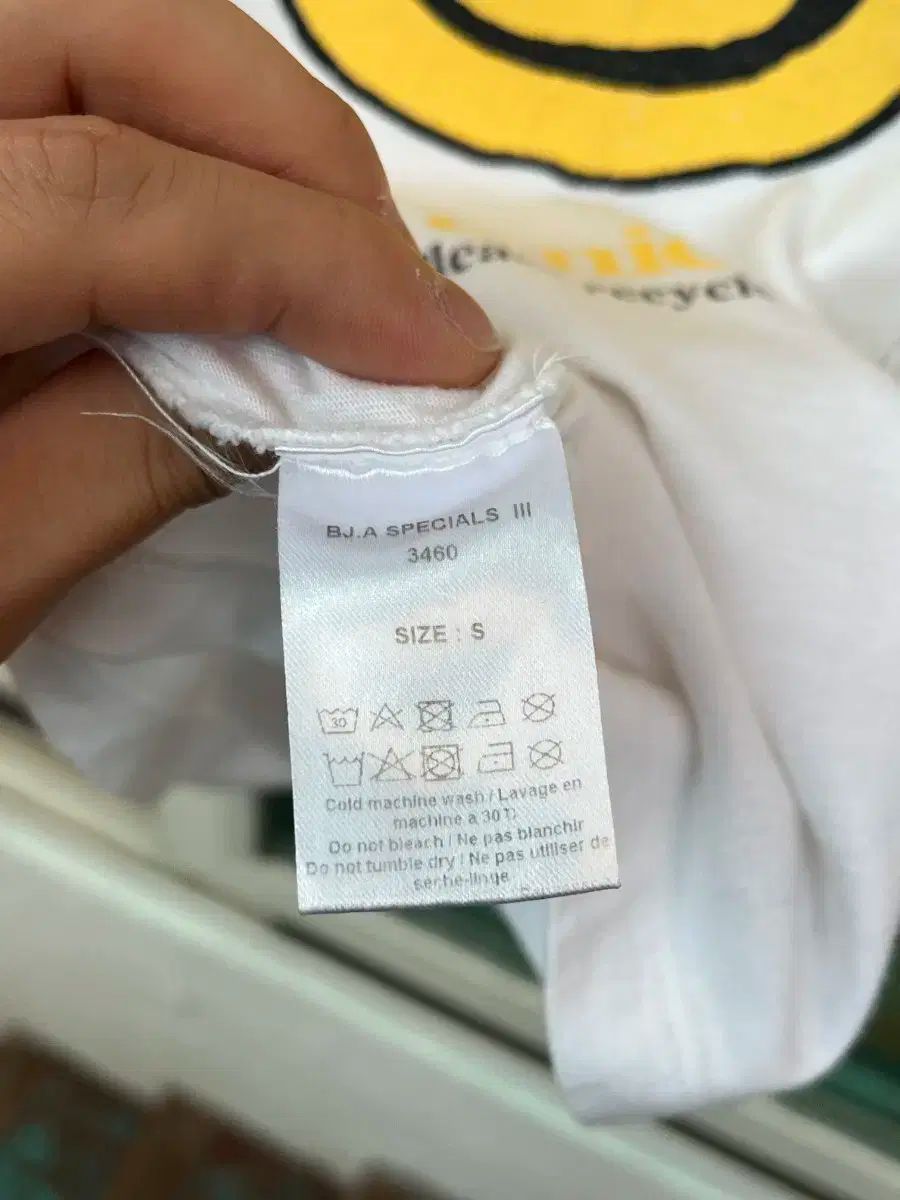 BJ.A SPECIALS III
3460
SIZE : S
30
Cold machine wash / Lavage en
machine a 30
Do not bleach / Ne pas blanchir
Do not tumble dry / Ne pas utiliser de
seche-linge